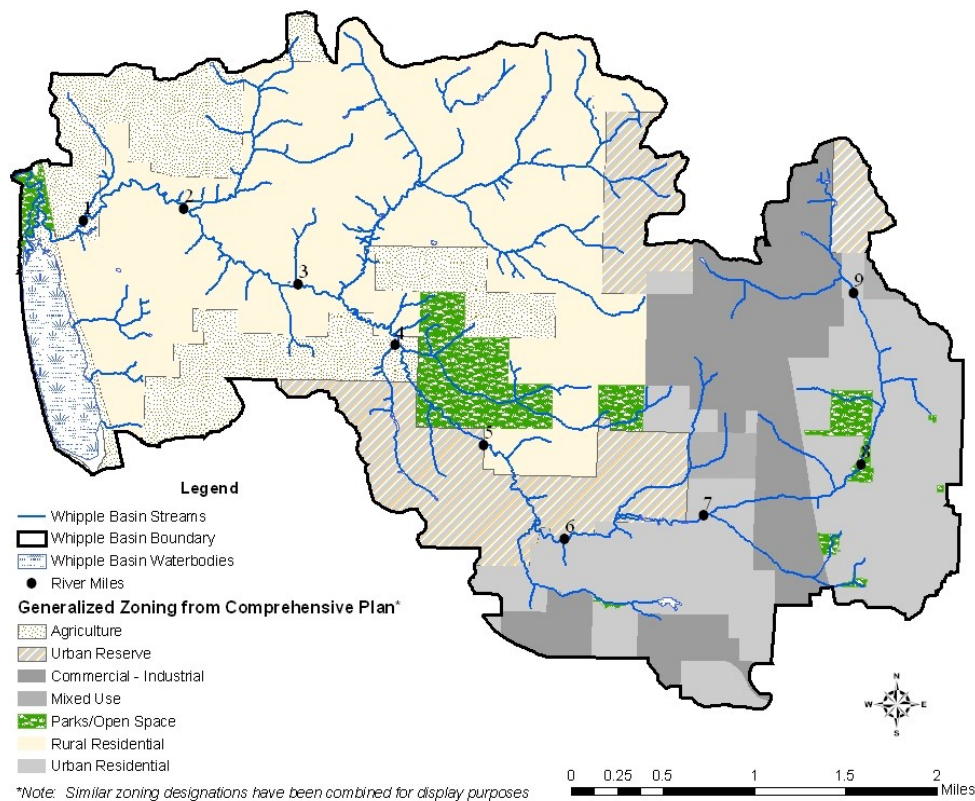 1
2
3
4
5
6
7
8
9
Legend
Whipple Basin Streams
Whipple Basin Boundary
Whipple Basin Waterbodies
River Miles
Generalized Zoning from Comprehensive Plan*
Agriculture
Urban Reserve
Commercial - Industrial
Mixed Use
Parks/Open Space
Rural Residential
Urban Residential
*Note: Similar zoning designations have been combined for display purposes
N
W E
S
0 0.25 0.5 1 1.5 2
Miles